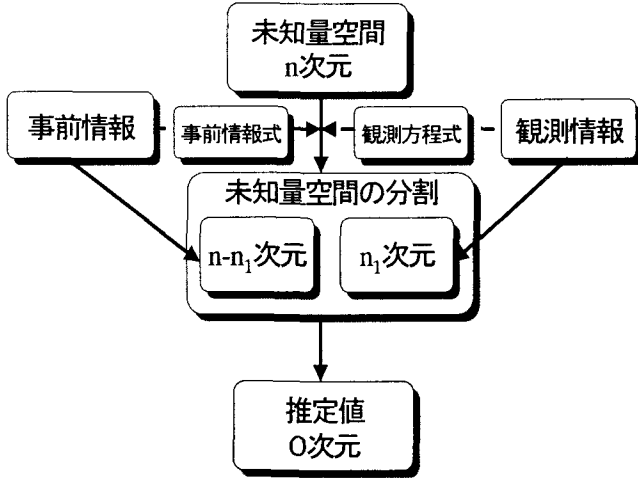 未知量空間
n次元
事前情報
事前情報式
観測方程式
観測情報
未知量空間の分割
n-n₁次元
n₁次元
推定値
0次元